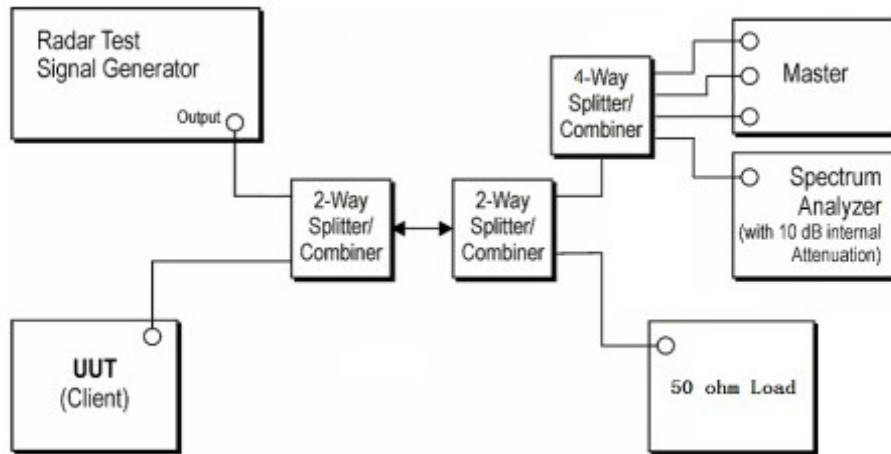 Radar Test
Signal Generator
Output
4-Way
Splitter/
Combiner
Master
2-Way
Splitter/
Combiner
2-Way
Splitter/
Combiner
Spectrum
Analyzer
(with 10 dB internal
Attenuation)
UUT
(Client)
50 ohm Load